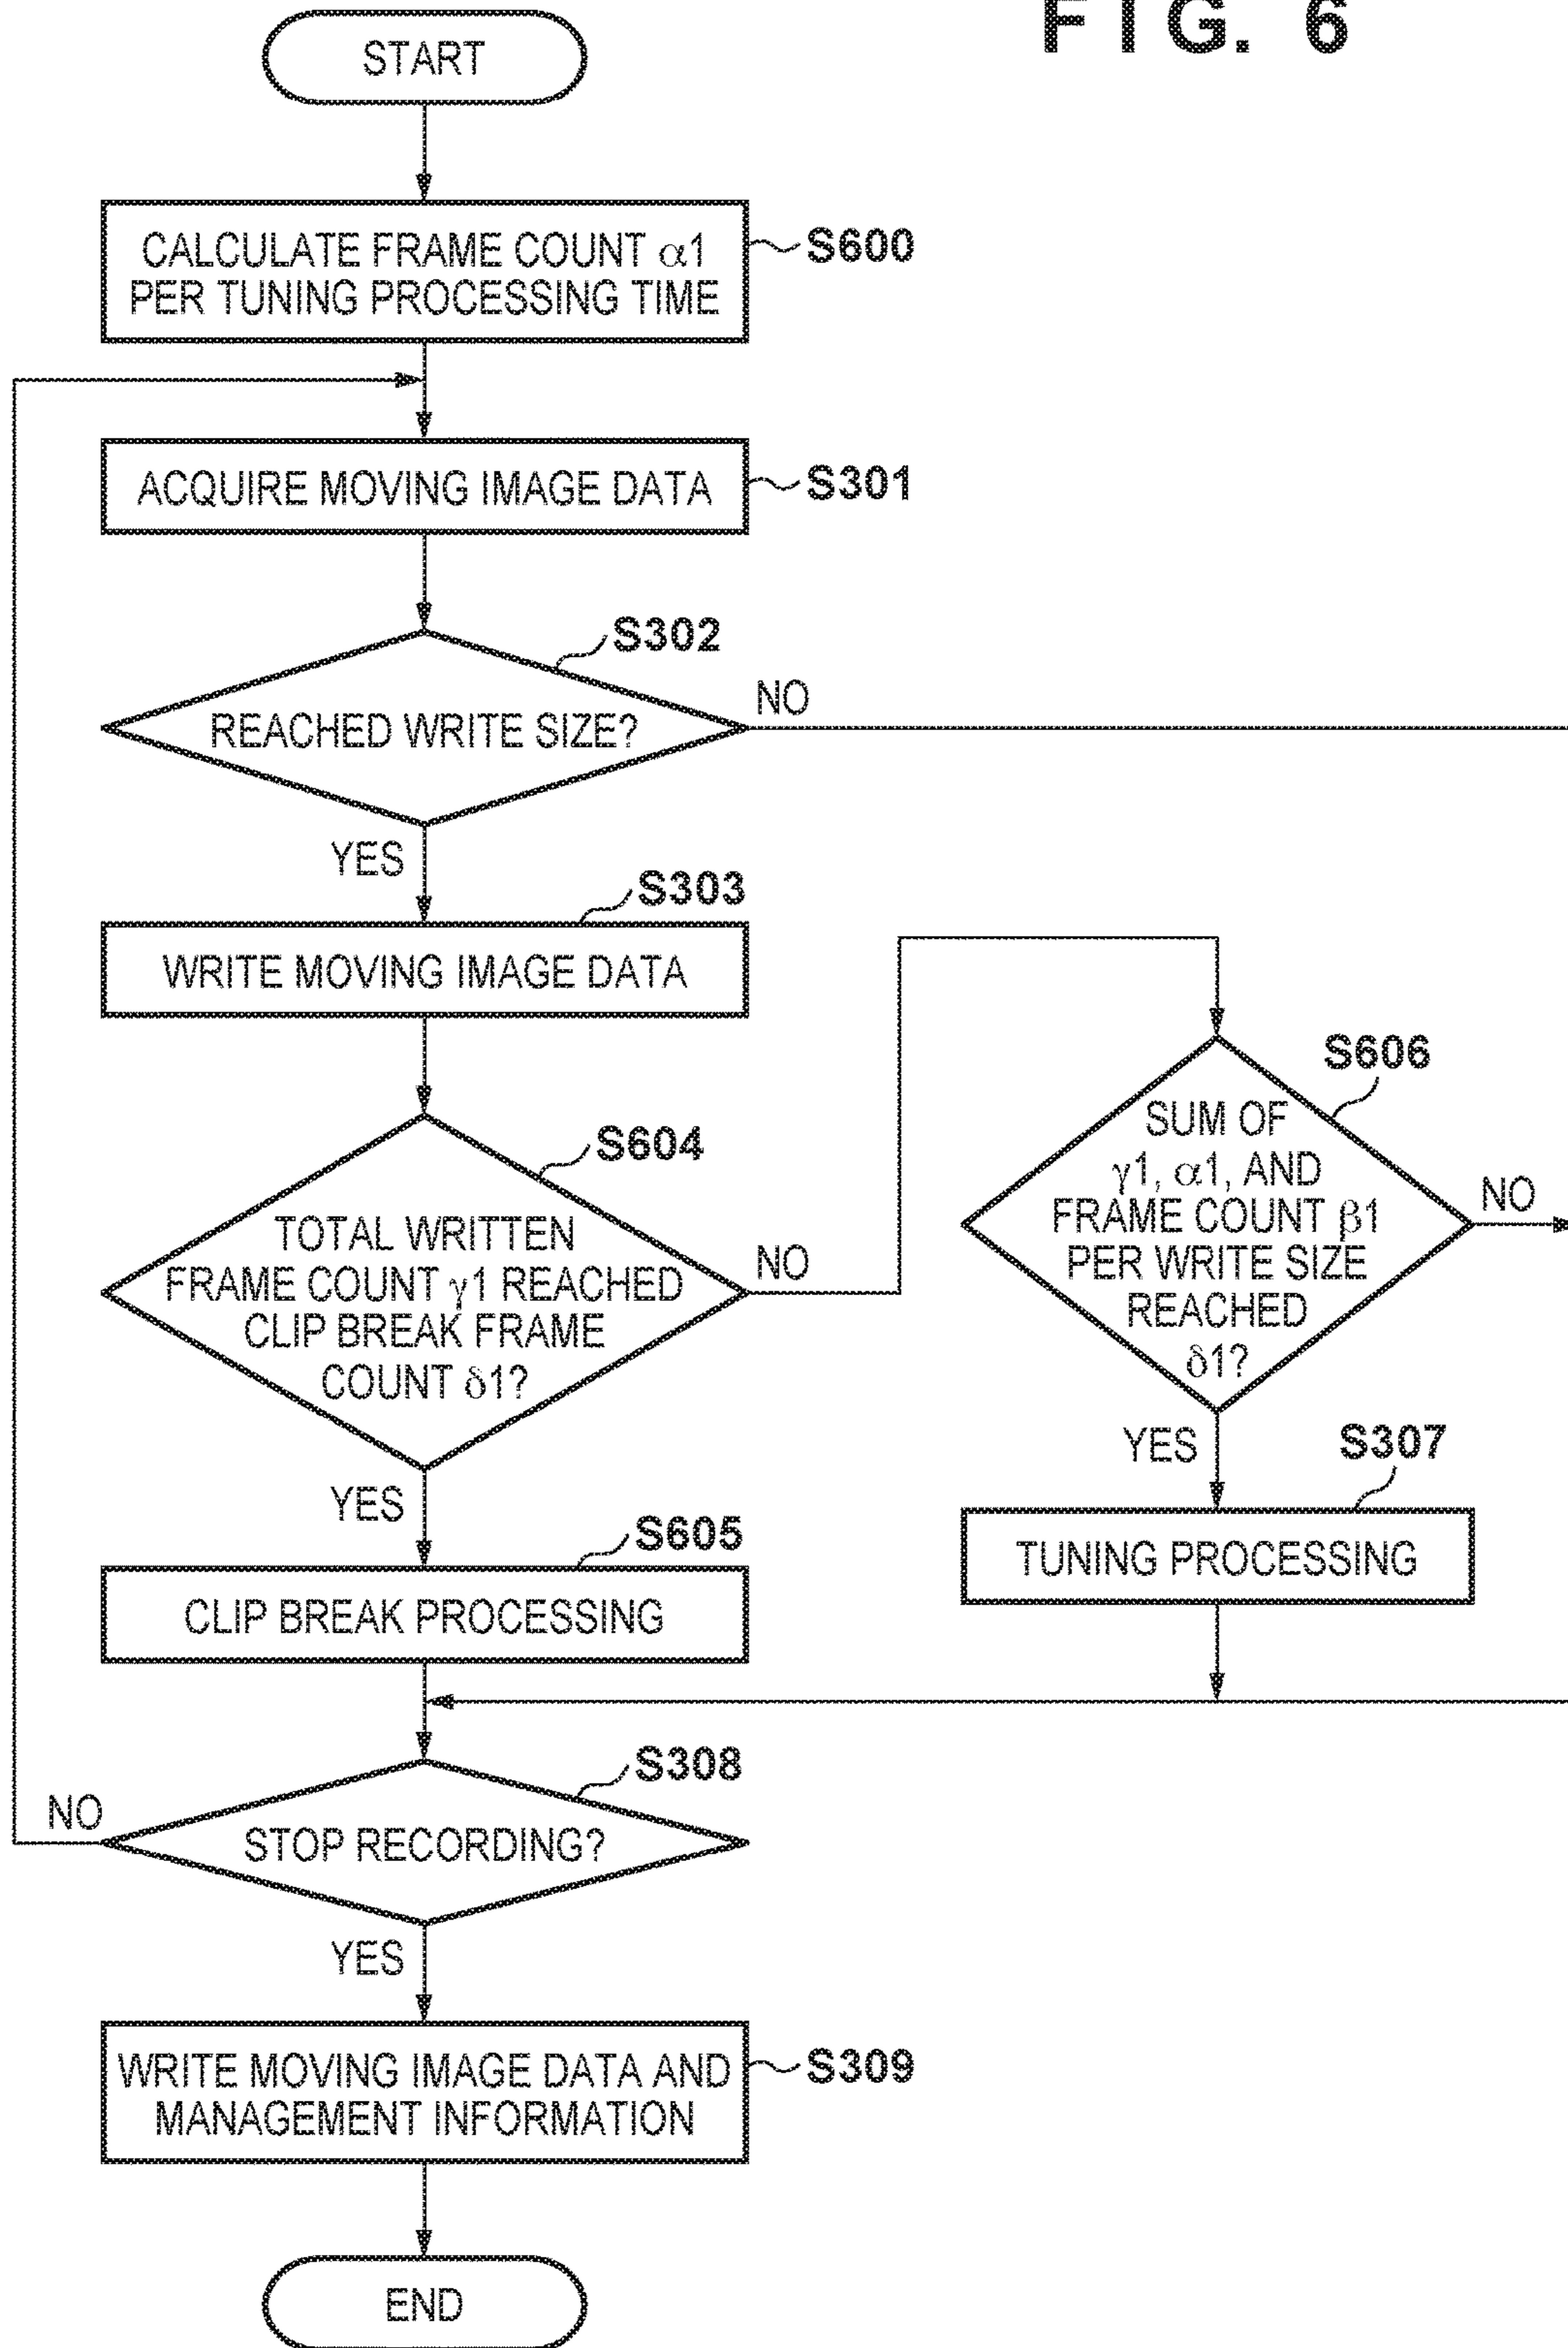 FIG. 6
START
CALCULATE FRAME COUNT α1
PER TUNING PROCESSING TIME
S600
ACQUIRE MOVING IMAGE DATA
S301
S302
REACHED WRITE SIZE?
NO
YES
S303
WRITE MOVING IMAGE DATA
S604
TOTAL WRITTEN
FRAME COUNT γ1 REACHED
CLIP BREAK FRAME
COUNT δ1?
NO
YES
S606
SUM OF
γ1, α1, AND
FRAME COUNT β1
PER WRITE SIZE
REACHED
δ1?
NO
YES
S307
TUNING PROCESSING
S605
CLIP BREAK PROCESSING
S308
STOP RECORDING?
NO
YES
WRITE MOVING IMAGE DATA AND
MANAGEMENT INFORMATION
S309
END